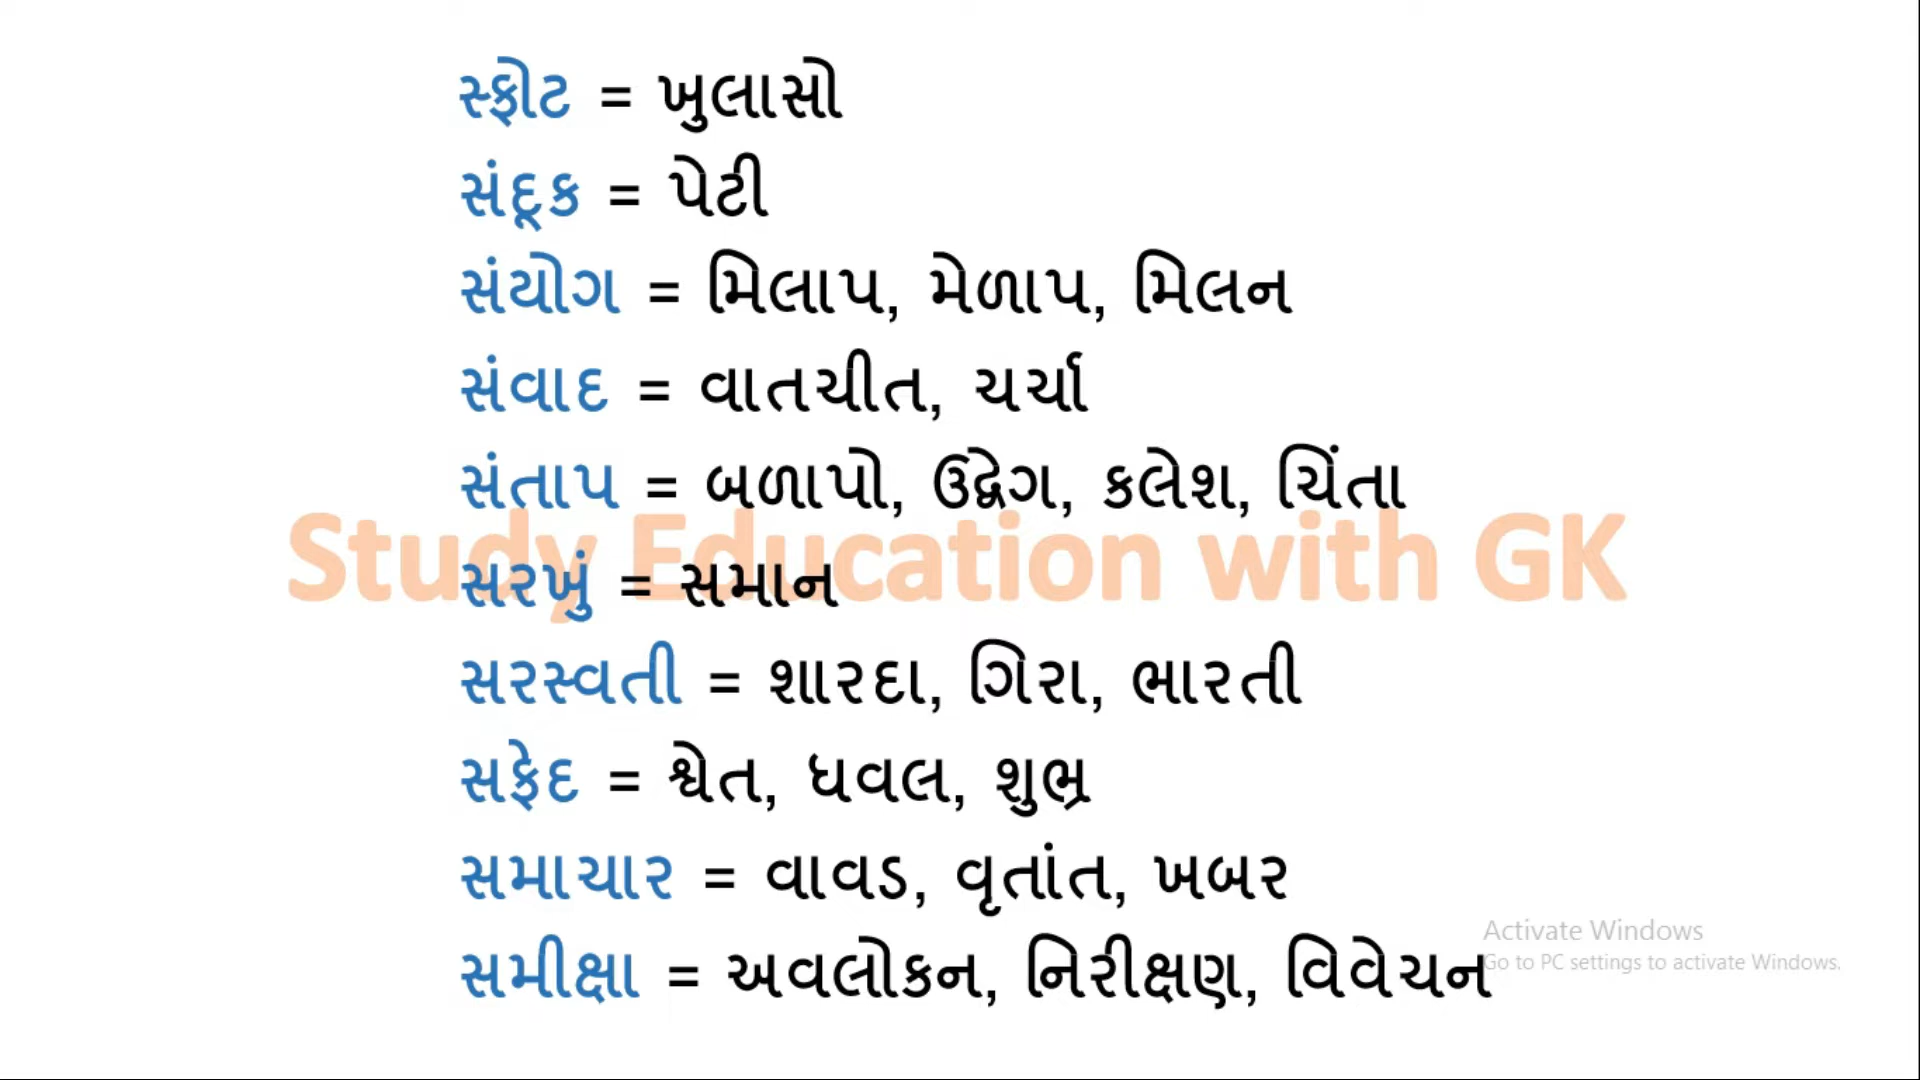 સ્ફોટ = ખુલાસો
સંદૂક = પેટી
સંયોગ = મિલાપ, મેળાપ, મિલન
સંવાદ = વાતચીત, ચર્ચા
સંતાપ = બળાપો, ઉદ્વેગ, કલેશ, ચિંતા
Study Education with GK
સરખું = સમાન
સરસ્વતી = શારદા, ગિરા, ભારતી
સફેદ = શ્વેત, ધવલ, શુભ્ર
સમાચાર = વાવડ, વૃતાંત, ખબર
Activate Windows
Go to PC settings to activate Windows.
સમીક્ષા = અવલોકન, નિરીક્ષણ, વિવેચન